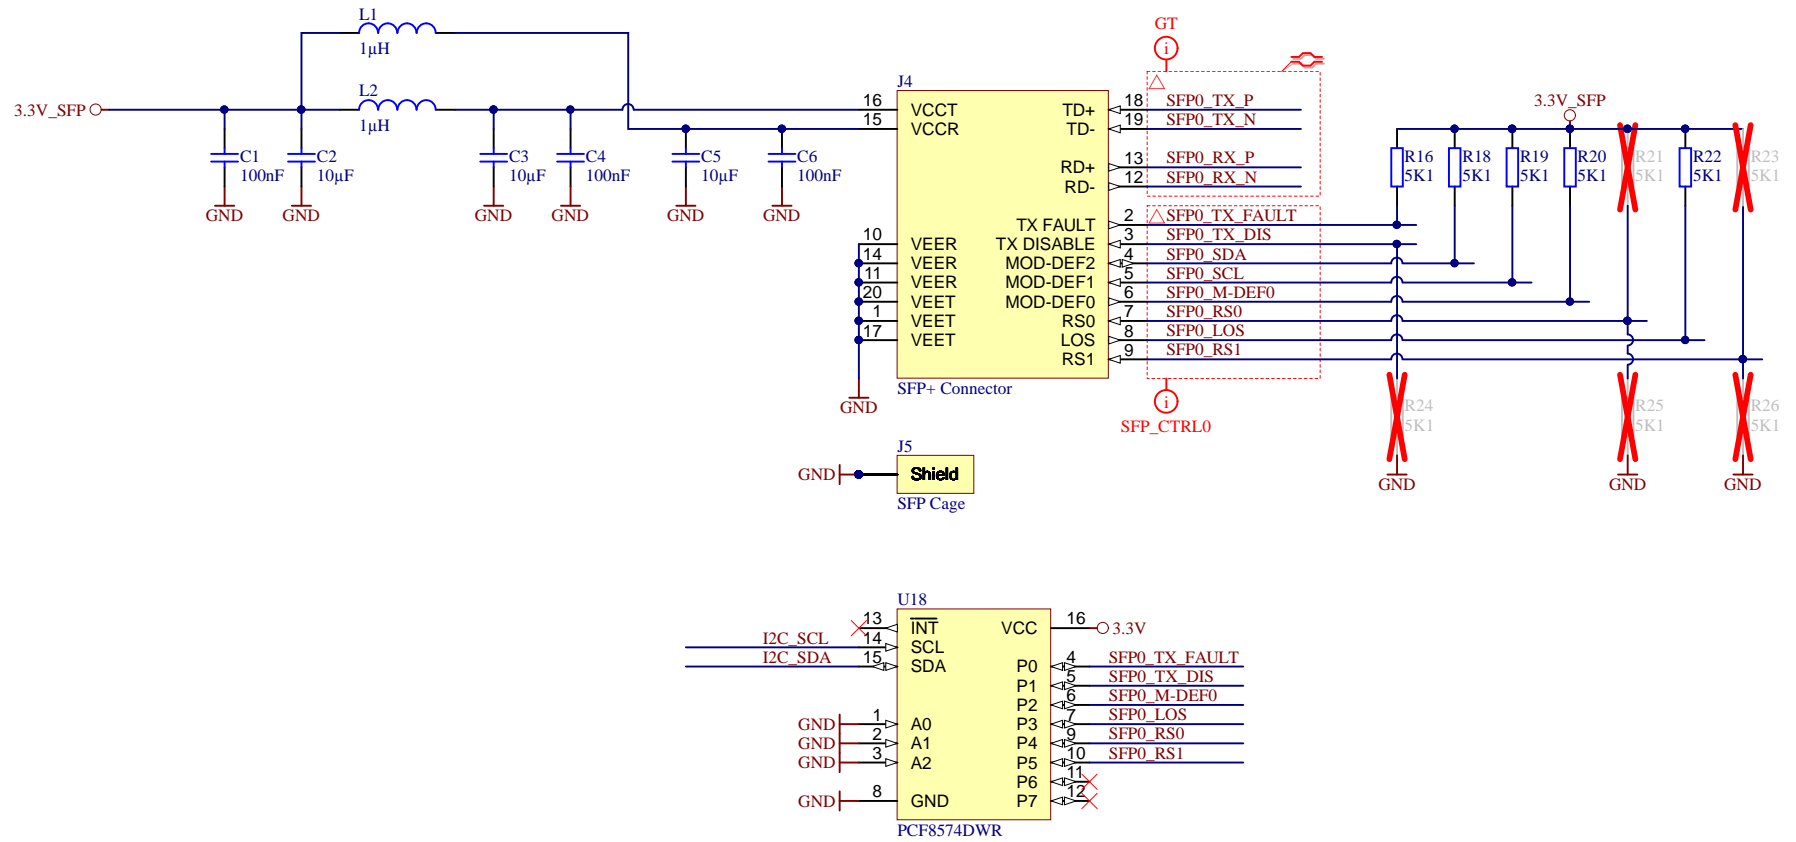 L1
1µH
L2
1µH
3.3V_SFP
C1
100nF
C2
10µF
C3
10µF
C4
100nF
C5
10µF
C6
100nF
GND
GND
GND
GND
GND
GND
J4
16 VCCT
15 VCCR
10 VEER
14 VEER
11 VEER
20 VEET
1 VEET
17 VEET
GND
TD+ 18 SFP0_TX_P
TD- 19 SFP0_TX_N
RD+ 13 SFP0_RX_P
RD- 12 SFP0_RX_N
TX FAULT 2 SFP0_TX_FAULT
TX DISABLE 3 SFP0_TX_DIS
MOD-DEF2 4 SFP0_SDA
MOD-DEF1 5 SFP0_SCL
MOD-DEF0 6 SFP0_M-DEF0
RS0 7 SFP0_RS0
LOS 8 SFP0_LOS
RS1 9 SFP0_RS1
SFP+ Connector
GT
i
i
SFP_CTRL0
3.3V_SFP
R16
5K1
R18
5K1
R19
5K1
R20
5K1
R21
5K1
R22
5K1
R23
5K1
R24
5K1
R25
5K1
R26
5K1
GND
GND
GND
J5
GND
Shield
SFP Cage
U18
13 INT
I2C_SCL 14 SCL
I2C_SDA 15 SDA
GND 1 A0
GND 2 A1
GND 3 A2
GND 8 GND
VCC 16 3.3V
P0 4 SFP0_TX_FAULT
P1 5 SFP0_TX_DIS
P2 6 SFP0_M-DEF0
P3 7 SFP0_LOS
P4 9 SFP0_RS0
P5 10 SFP0_RS1
P6 11
P7 12
PCF8574DWR